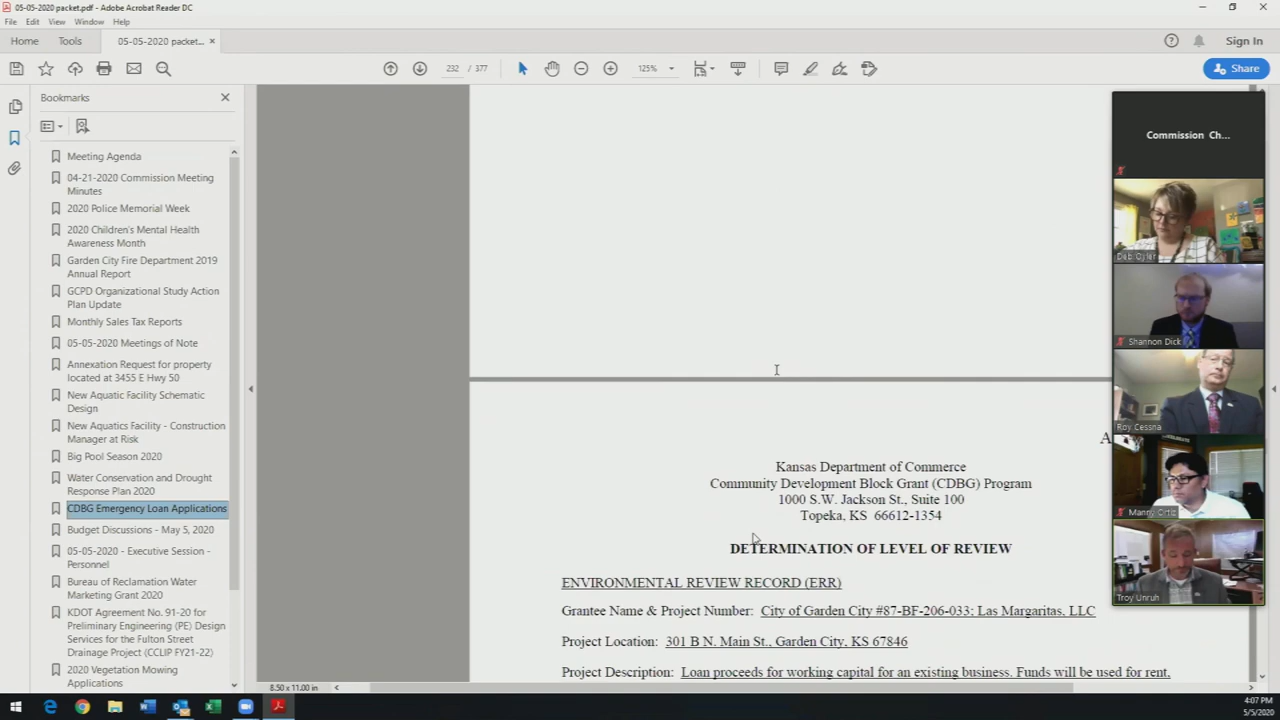 05-05-2020 packet.pdf - Adobe Acrobat Reader DC
File Edit View Window Help
Home Tools 05-05-2020 packet... × Sign In
232 / 377 125% Share
Bookmarks
Meeting Agenda
04-21-2020 Commission Meeting
Minutes
2020 Police Memorial Week
2020 Children's Mental Health
Awareness Month
Garden City Fire Department 2019
Annual Report
GCPD Organizational Study Action
Plan Update
Monthly Sales Tax Reports
05-05-2020 Meetings of Note
Annexation Request for property
located at 3455 E Hwy 50
New Aquatic Facility Schematic
Design
New Aquatics Facility - Construction
Manager at Risk
Big Pool Season 2020
Water Conservation and Drought
Response Plan 2020
CDBG Emergency Loan Applications
Budget Discussions - May 5, 2020
05-05-2020 - Executive Session -
Personnel
Bureau of Reclamation Water
Marketing Grant 2020
KDOT Agreement No. 91-20 for
Preliminary Engineering (PE) Design
Services for the Fulton Street
Drainage Project (CCLIP FY21-22)
2020 Vegetation Mowing
Applications
A
Kansas Department of Commerce
Community Development Block Grant (CDBG) Program
1000 S.W. Jackson St., Suite 100
Topeka, KS 66612-1354
DETERMINATION OF LEVEL OF REVIEW
ENVIRONMENTAL REVIEW RECORD (ERR)
Grantee Name & Project Number: City of Garden City #87-BF-206-033; Las Margaritas, LLC
Project Location: 301 B N. Main St., Garden City, KS 67846
Project Description: Loan proceeds for working capital for an existing business. Funds will be used for rent,
8.50 x 11.00 in
Commission Ch...
Deb Oyler
Shannon Dick
Roy Cessna
Manny Ortiz
Troy Unruh
4:07 PM
5/5/2020